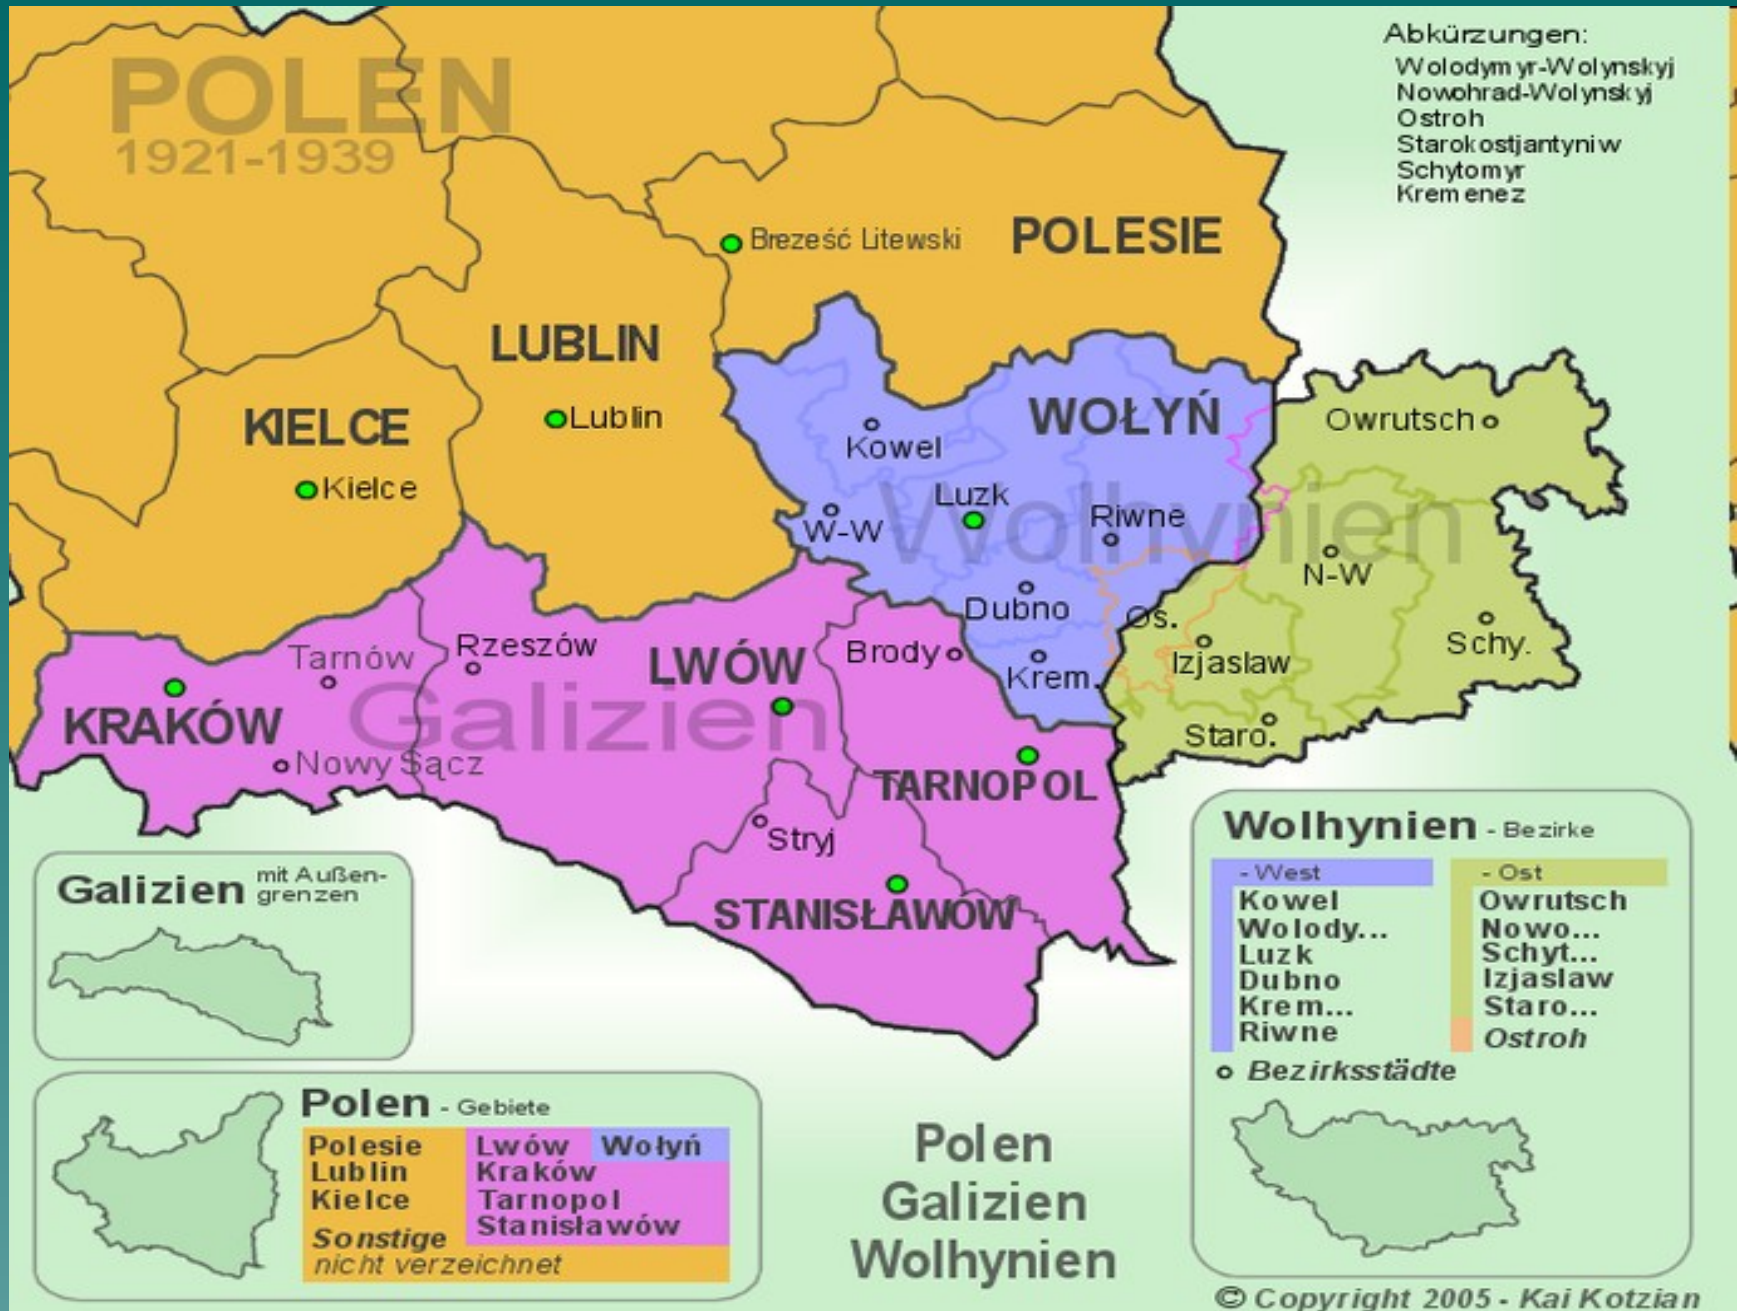 POLEN
1921-1939
Abkürzungen:
Wolodymyr-Wolynskyj
Nowohrad-Wolynskyj
Ostroh
Starokostjantyniw
Schytomyr
Kremenez
Brezešć Litewski
POLESIE
LUBLIN
Lublin
KIELCE
Kielce
WOŁYŃ
Wolhynien
Kowel
Luzk
W-W
Riwne
Dubno
Krem.
Owrutsch
N-W
Os.
Izjaslaw
Schy.
Staro.
Galizien
Tarnów
Rzeszów
LWÓW
Brody
KRAKÓW
Nowy Sącz
TARNOPOL
Stryj
STANISŁAWÓW
Galizien mit Außen-
grenzen
Polen - Gebiete
Polesie Lwów Wołyń
Lublin Kraków
Kielce Tarnopol
Stanisławów
Sonstige
nicht verzeichnet
Polen
Galizien
Wolhynien
Wolhynien - Bezirke
- West - Ost
Kowel Owrutsch
Wolody... Nowo...
Luzk Schyt...
Dubno Izjaslaw
Krem... Staro...
Riwne Ostroh
Bezirksstädte
© Copyright 2005 - Kai Kotzian